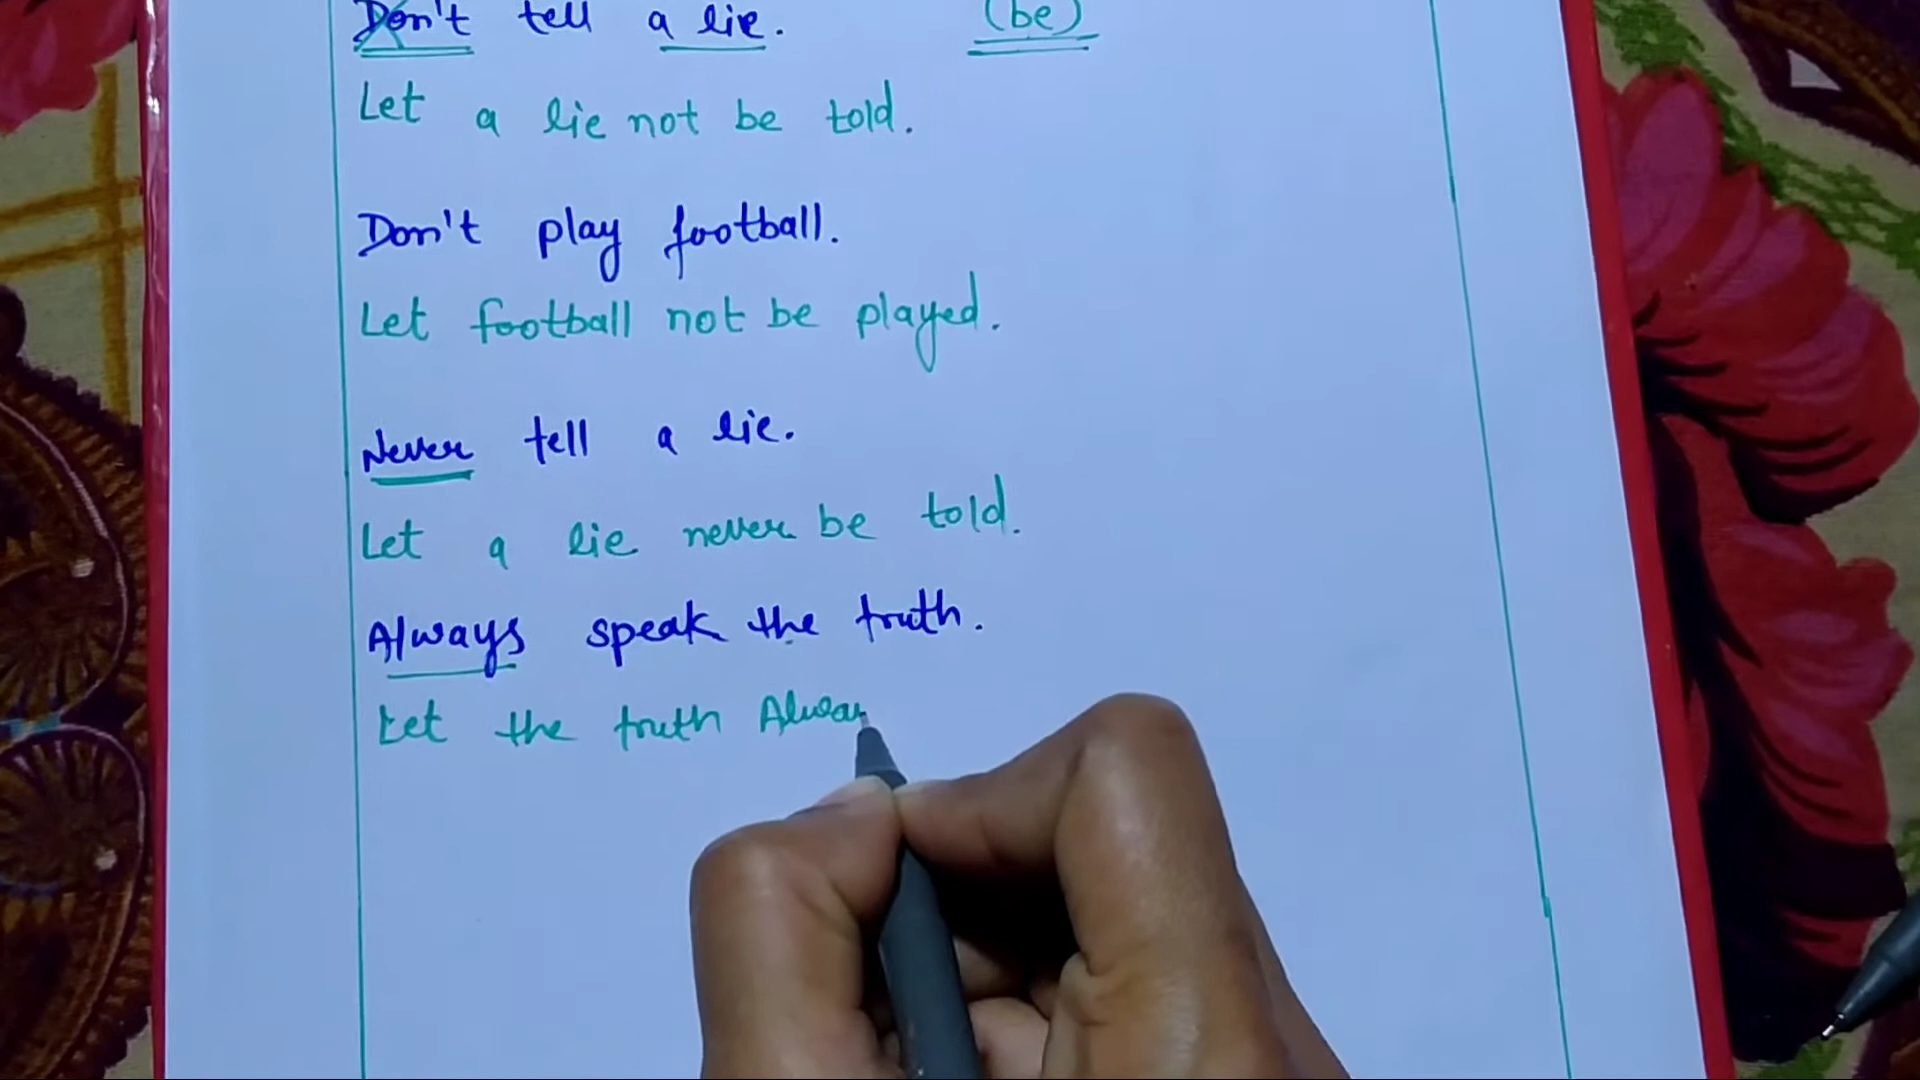 Don't tell a lie. (be)
Let a lie not be told.
Don't play football.
Let football not be played.
Never tell a lie.
Let a lie never be told.
Always speak the truth.
Let the truth Alway